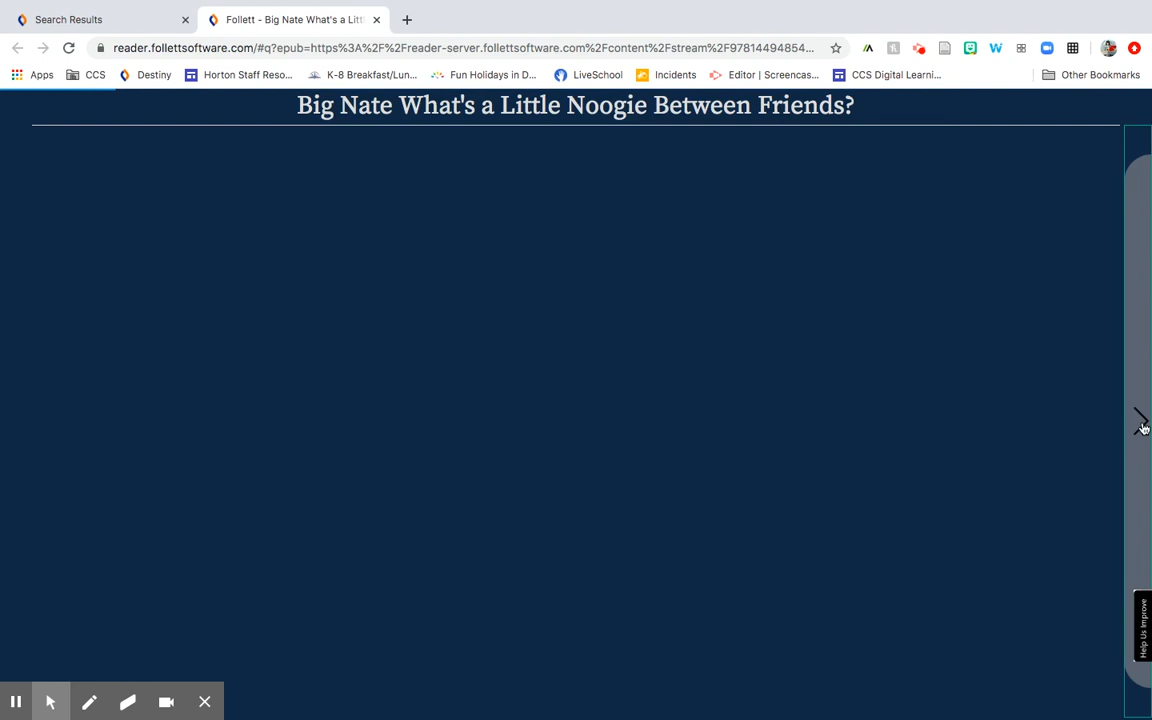 Search Results
Follett - Big Nate What's a Litt
reader.follettsoftware.com/#q?epub=https%3A%2F%2Freader-server.follettsoftware.com%2Fcontent%2Fstream%2F97814494854...
Apps CCS Destiny Horton Staff Reso... K-8 Breakfast/Lun... Fun Holidays in D... LiveSchool Incidents Editor | Screencas... CCS Digital Learni... Other Bookmarks
Big Nate What's a Little Noogie Between Friends?
Help Us Improve